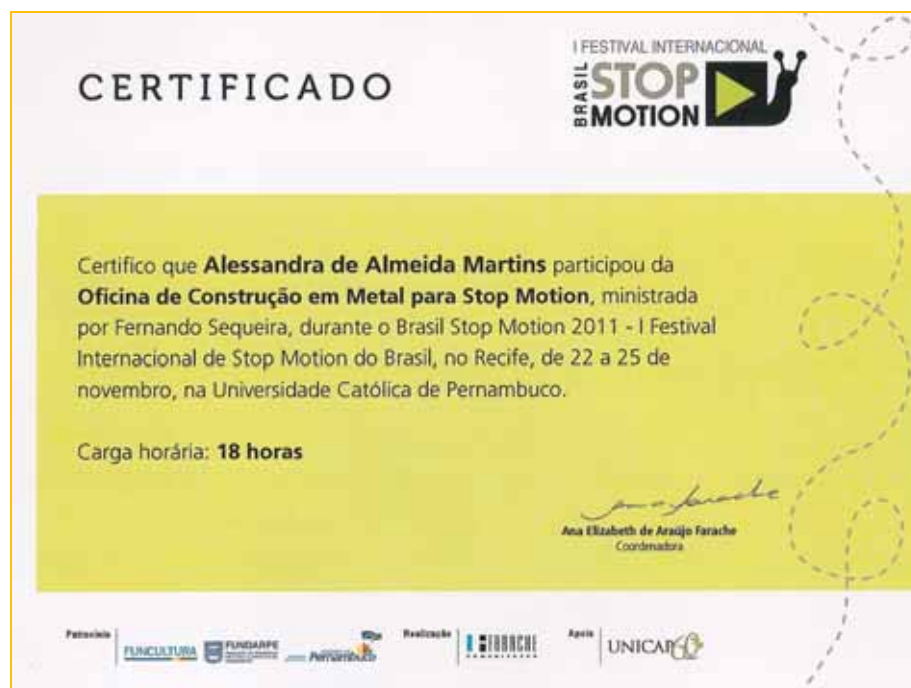 CERTIFICADO
I FESTIVAL INTERNACIONAL
BRASIL
STOP
MOTION
Certifico que Alessandra de Almeida Martins participou da
Oficina de Construção em Metal para Stop Motion, ministrada
por Fernando Sequeira, durante o Brasil Stop Motion 2011 - I Festival
Internacional de Stop Motion do Brasil, no Recife, de 22 a 25 de
novembro, na Universidade Católica de Pernambuco.
Carga horária: 18 horas
Ana Elizabeth de Araújo Farache
Coordenadora
Patrocínio
FUNCULTURA
FUNDARPE
Pernambuco
Realização
FARACHE
Apoio
UNICAP 60